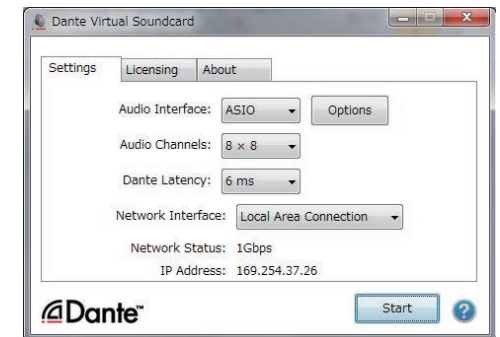 Dante Virtual Soundcard
Settings Licensing About
Audio Interface: ASIO Options
Audio Channels: 8 × 8
Dante Latency: 6 ms
Network Interface: Local Area Connection
Network Status: 1Gbps
IP Address: 169.254.37.26
Dante™ Start ?